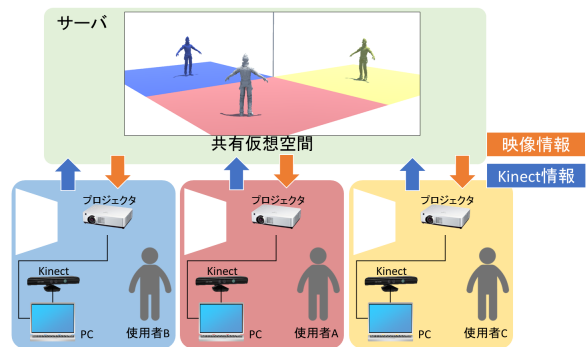 サーバ
共有仮想空間
映像情報
Kinect情報
プロジェクタ
Kinect
PC
使用者B
プロジェクタ
Kinect
PC
使用者A
プロジェクタ
Kinect
PC
使用者C